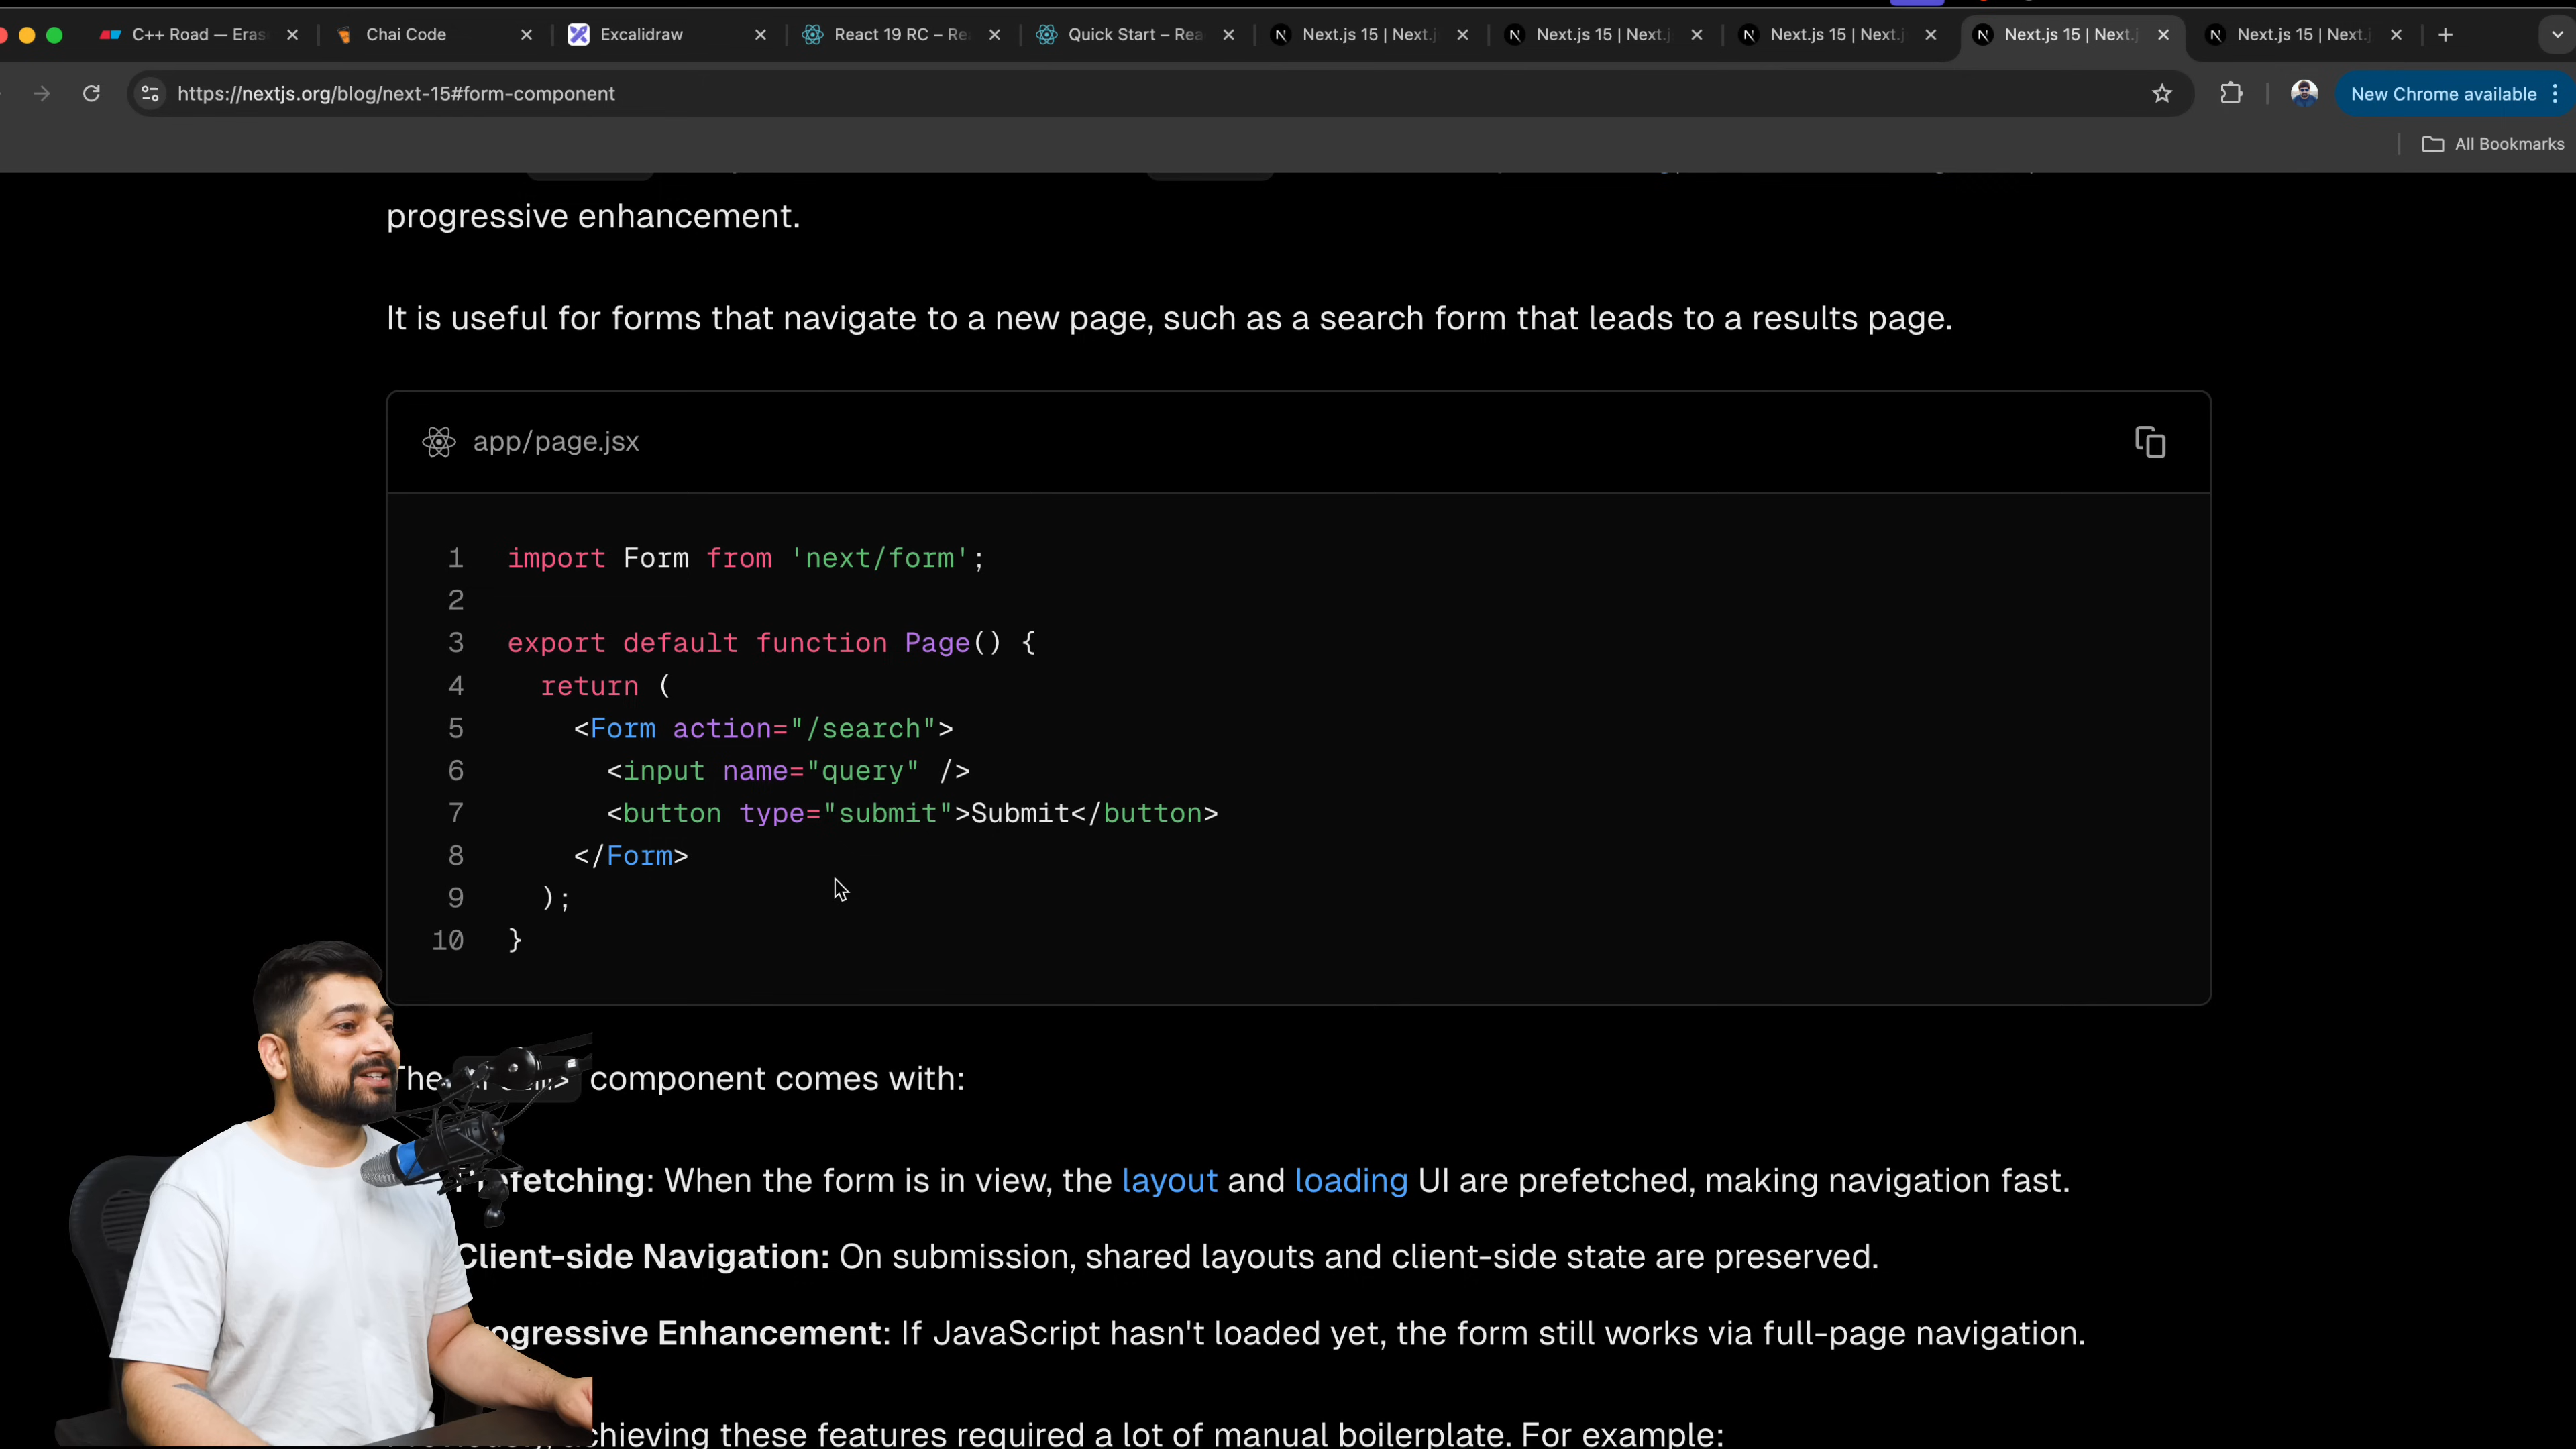 C++ Road — Eras
Chai Code
Excalidraw
React 19 RC – Re
Quick Start – Rea
Next.js 15 | Next.j
Next.js 15 | Next.j
Next.js 15 | Next.j
Next.js 15 | Next.j
Next.js 15 | Next.j
https://nextjs.org/blog/next-15#form-component
New Chrome available
All Bookmarks
progressive enhancement.
It is useful for forms that navigate to a new page, such as a search form that leads to a results page.
app/page.jsx
1 import Form from 'next/form';
2
3 export default function Page() {
4 return (
5 <Form action="/search">
6 <input name="query" />
7 <button type="submit">Submit</button>
8 </Form>
9 );
10 }
The component comes with:
Prefetching: When the form is in view, the layout and loading UI are prefetched, making navigation fast.
Client-side Navigation: On submission, shared layouts and client-side state are preserved.
Progressive Enhancement: If JavaScript hasn't loaded yet, the form still works via full-page navigation.
achieving these features required a lot of manual boilerplate. For example: